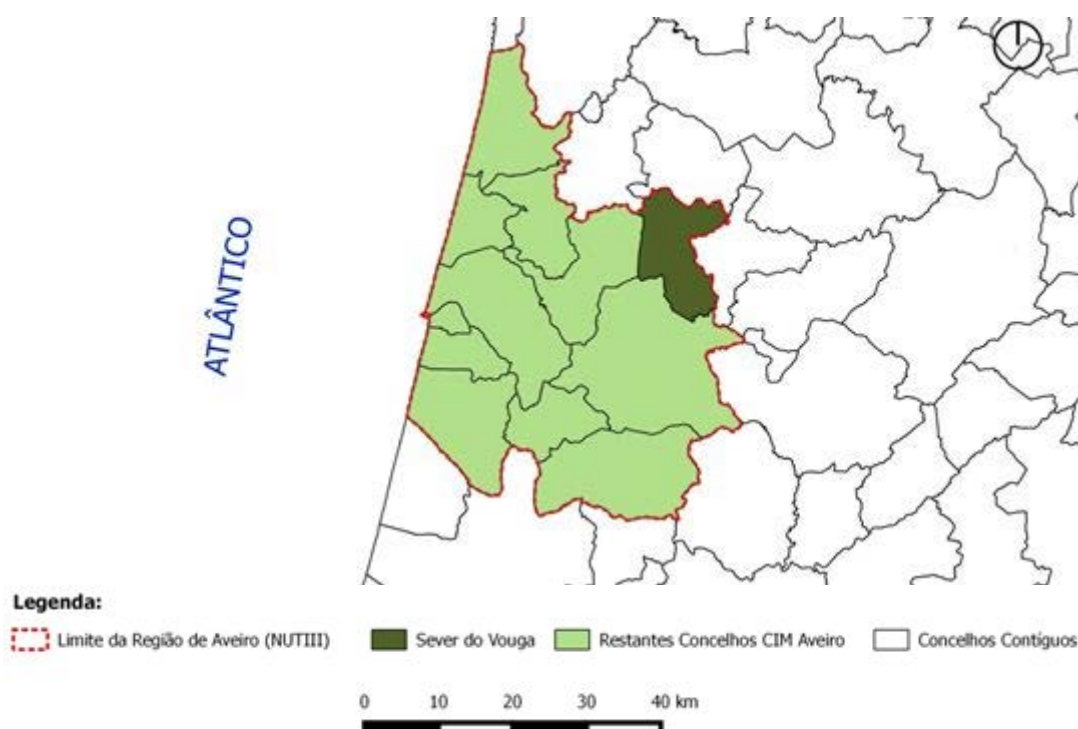 ATLÂNTICO
Legenda:
Limite da Região de Aveiro (NUTIII) Sever do Vouga Restantes Concelhos CIM Aveiro Concelhos Contíguos
0 10 20 30 40 km